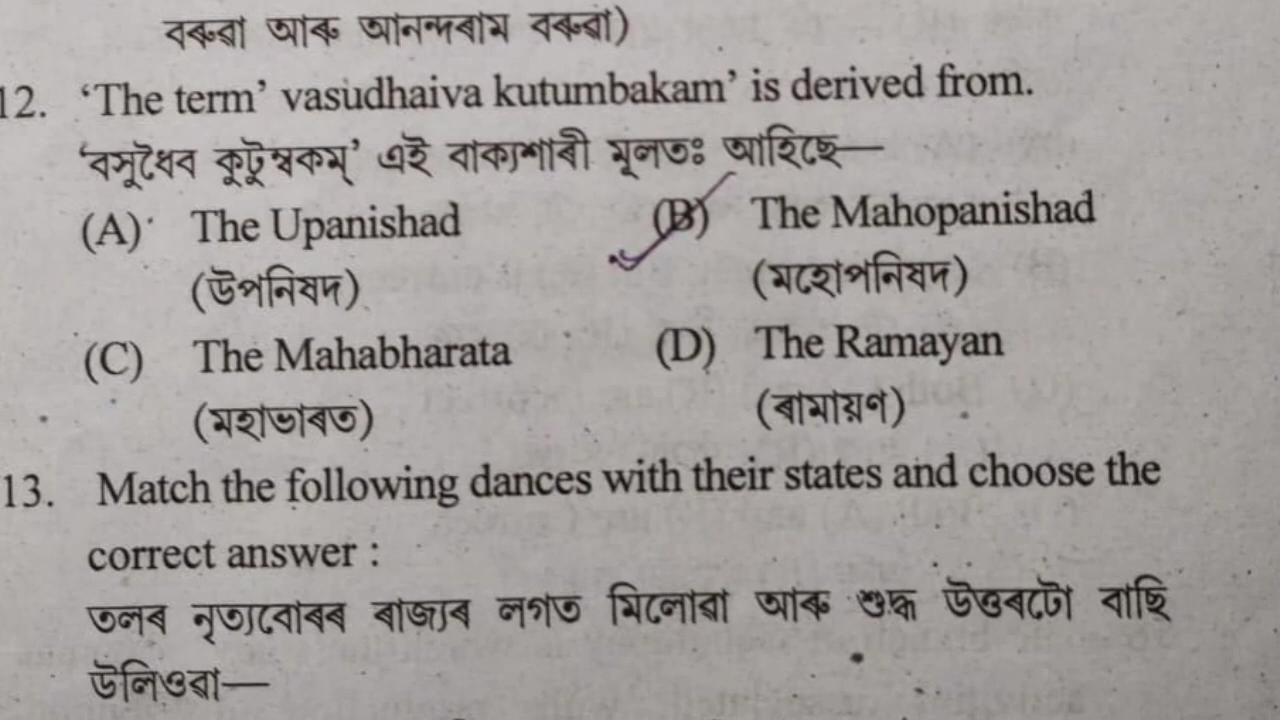 বৰুৱা আৰু আনন্দৰাম বৰুৱা)
12. ‘The term’ vasudhaiva kutumbakam’ is derived from.
‘বসুধৈব কুটুম্বকম্’ এই বাক্যশাৰী মূলতঃ আহিছে—
(A) The Upanishad (B) The Mahopanishad
(উপনিষদ) (মহোপনিষদ)
(C) The Mahabharata (D) The Ramayan
(মহাভাৰত) (ৰামায়ণ)
13. Match the following dances with their states and choose the
correct answer :
তলৰ নৃত্যবোৰৰ ৰাজ্যৰ লগত মিলোৱা আৰু শুদ্ধ উত্তৰটো বাছি
উলিওৱা—